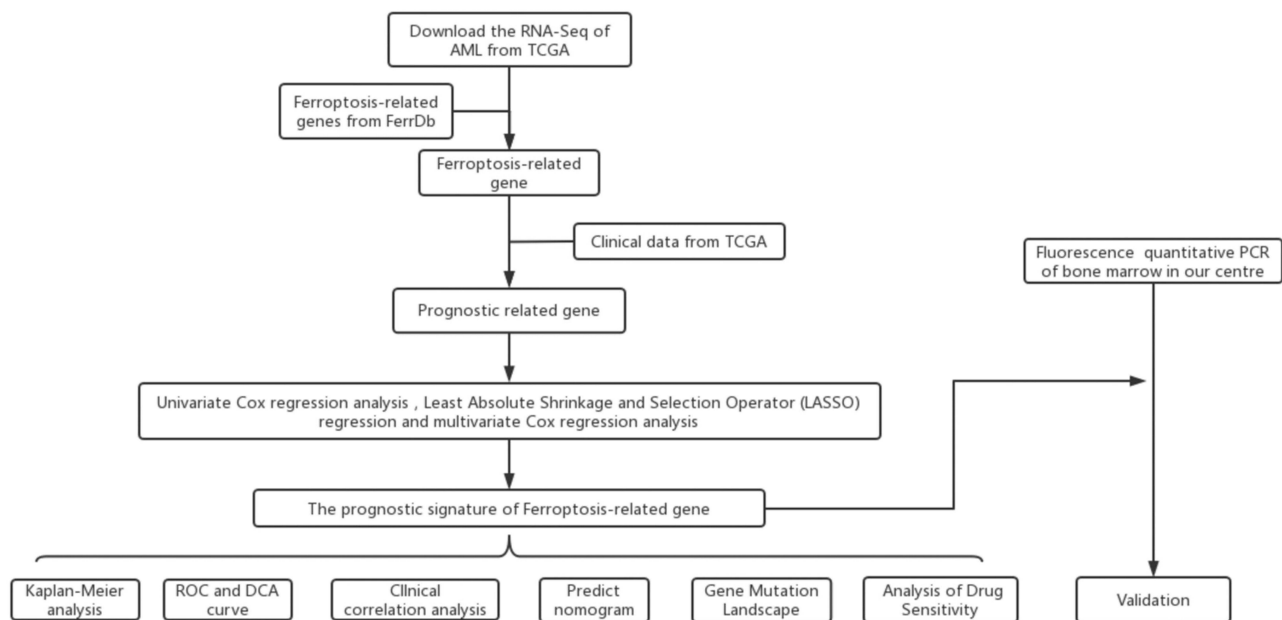 Download the RNA-Seq of
AML from TCGA
Ferroptosis-related
genes from FerrDb
Ferroptosis-related
gene
Clinical data from TCGA
Fluorescence quantitative PCR
of bone marrow in our centre
Prognostic related gene
Univariate Cox regression analysis , Least Absolute Shrinkage and Selection Operator (LASSO)
regression and multivariate Cox regression analysis
The prognostic signature of Ferroptosis-related gene
Kaplan-Meier
analysis
ROC and DCA
curve
ClInical
correlation analysis
Predict
nomogram
Gene Mutation
Landscape
Analysis of Drug
Sensitivity
Validation